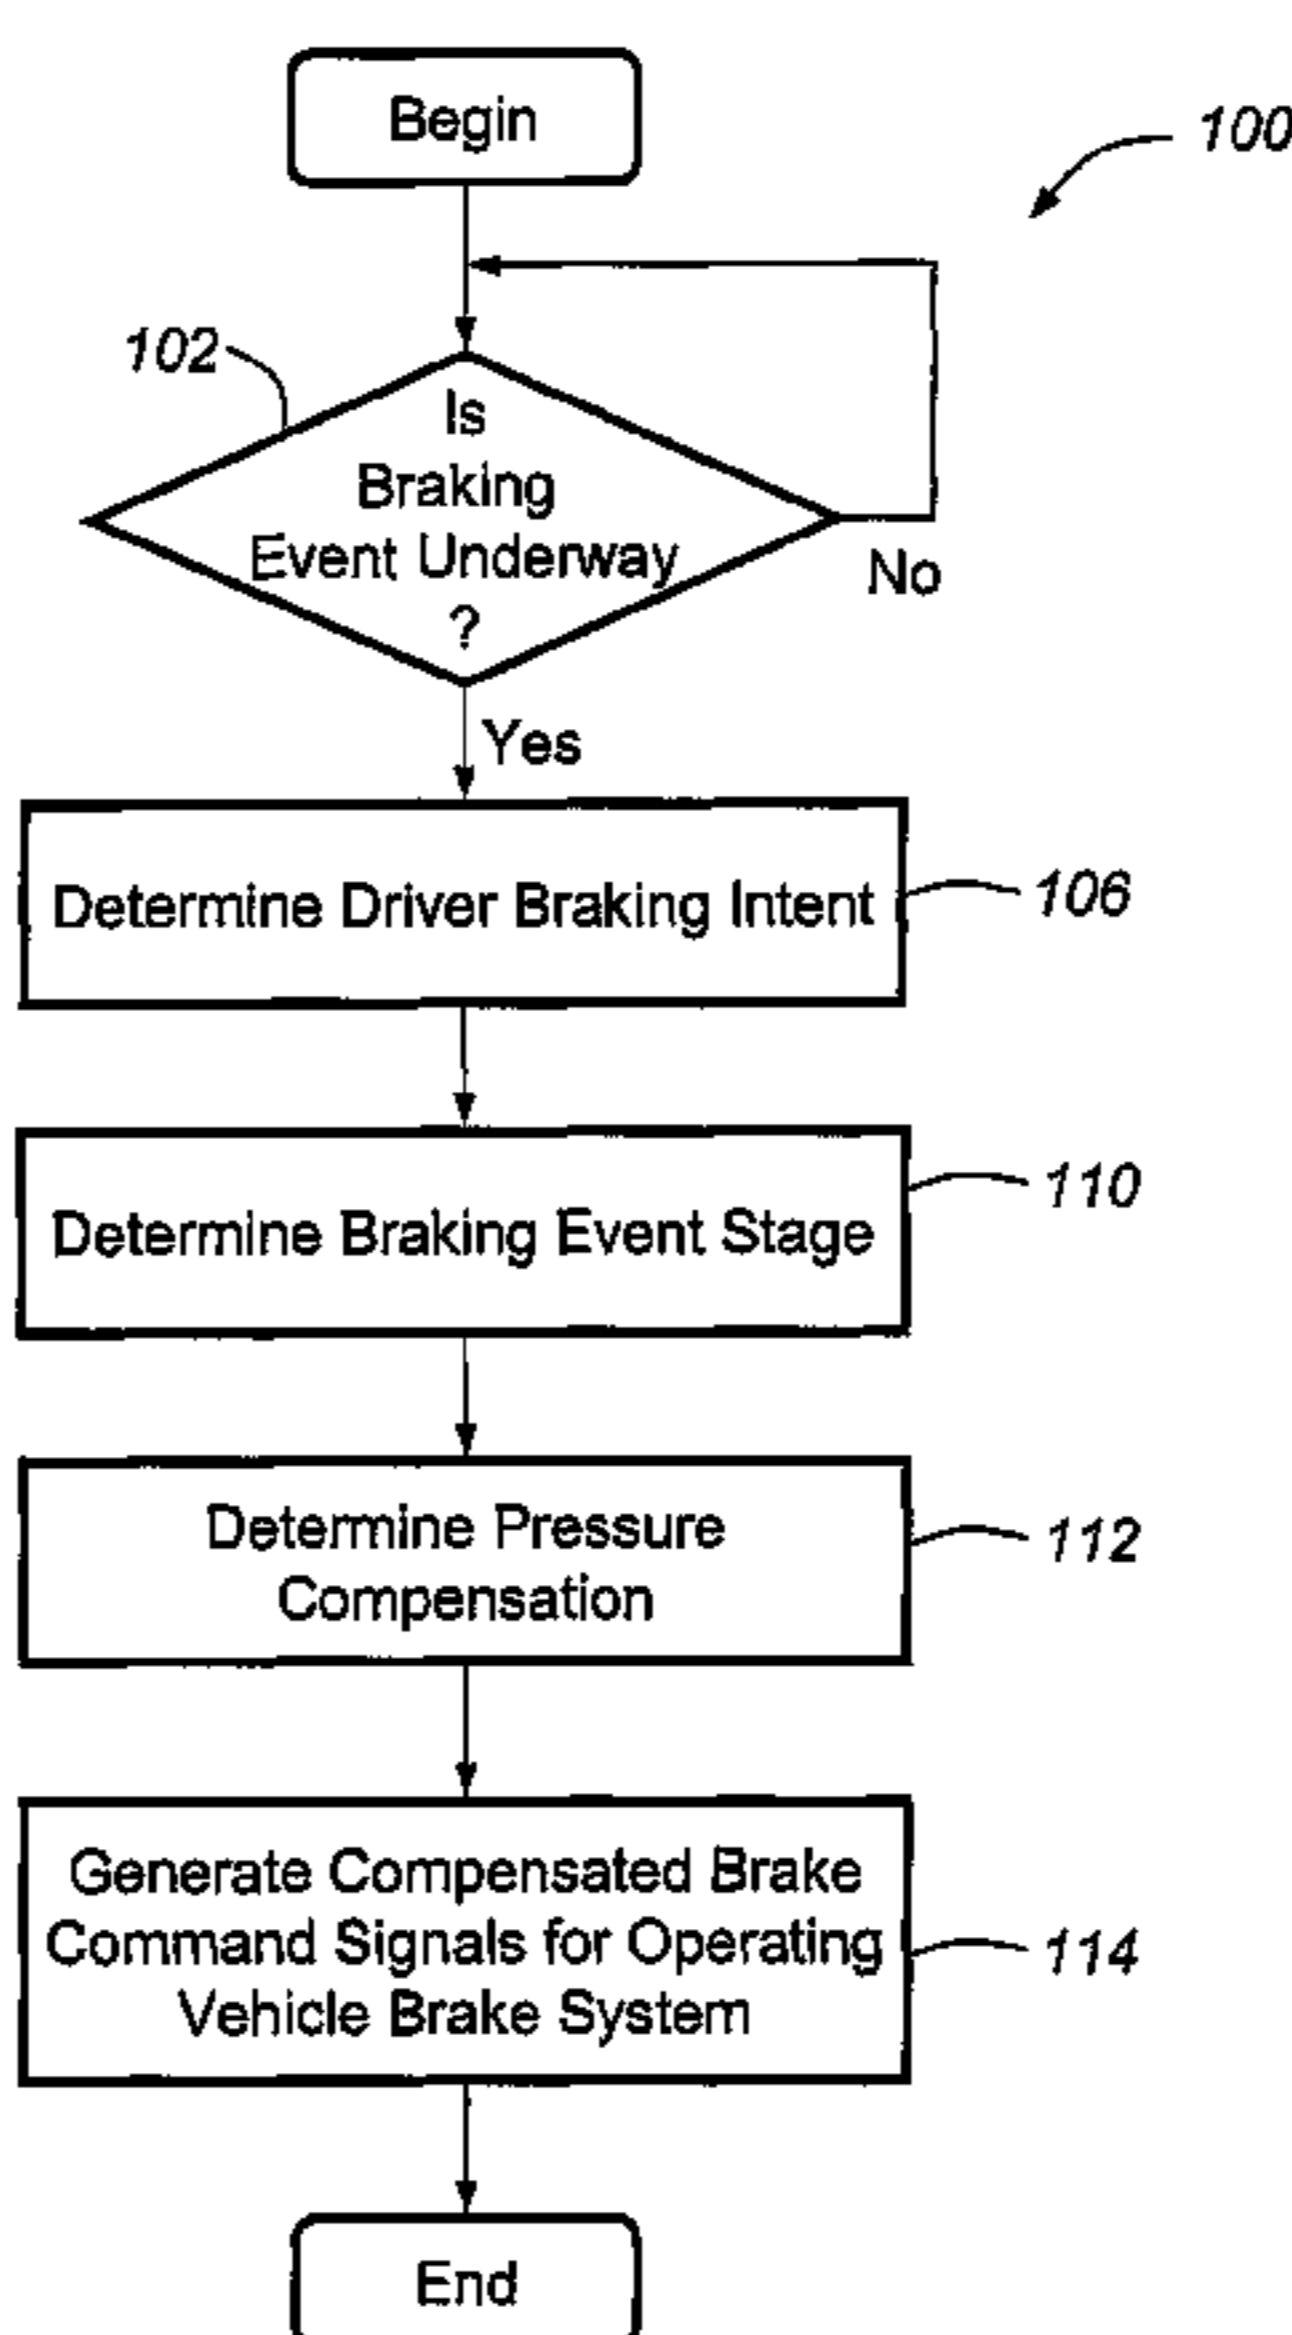 Begin
100
102
Is
Braking
Event Underway
?
No
Yes
Determine Driver Braking Intent
106
Determine Braking Event Stage
110
Determine Pressure
Compensation
112
Generate Compensated Brake
Command Signals for Operating
Vehicle Brake System
114
End